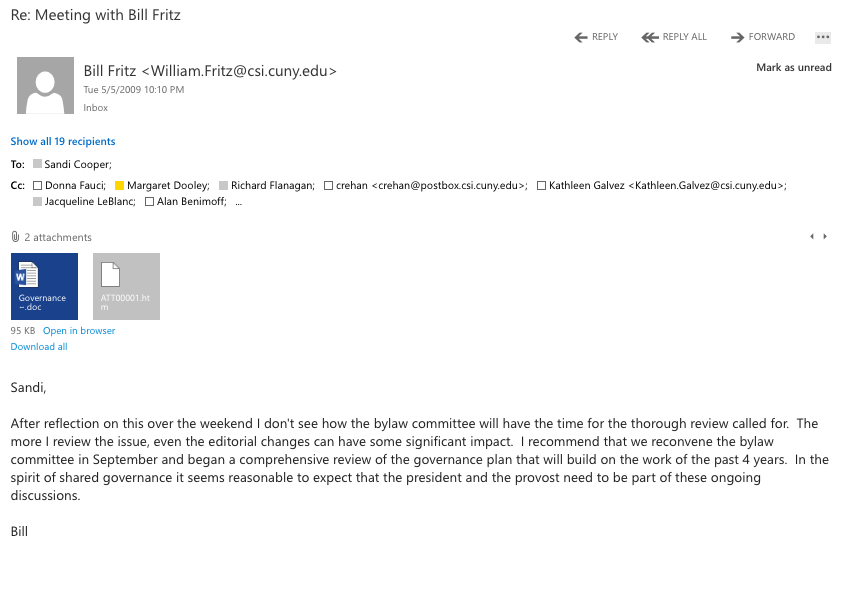 Re: Meeting with Bill Fritz
REPLY REPLY ALL FORWARD
Bill Fritz <William.Fritz@csi.cuny.edu>
Mark as unread
Tue 5/5/2009 10:10 PM
Inbox
Show all 19 recipients
To: Sandi Cooper;
Cc: Donna Fauci; Margaret Dooley; Richard Flanagan; crehan <crehan@postbox.csi.cuny.edu>; Kathleen Galvez <Kathleen.Galvez@csi.cuny.edu>;
Jacqueline LeBlanc; Alan Benimoff; ...
2 attachments
W
Governance
~.doc
ATT00001.ht
m
95 KB Open in browser
Download all
Sandi,
After reflection on this over the weekend I don't see how the bylaw committee will have the time for the thorough review called for. The
more I review the issue, even the editorial changes can have some significant impact. I recommend that we reconvene the bylaw
committee in September and began a comprehensive review of the governance plan that will build on the work of the past 4 years. In the
spirit of shared governance it seems reasonable to expect that the president and the provost need to be part of these ongoing
discussions.
Bill